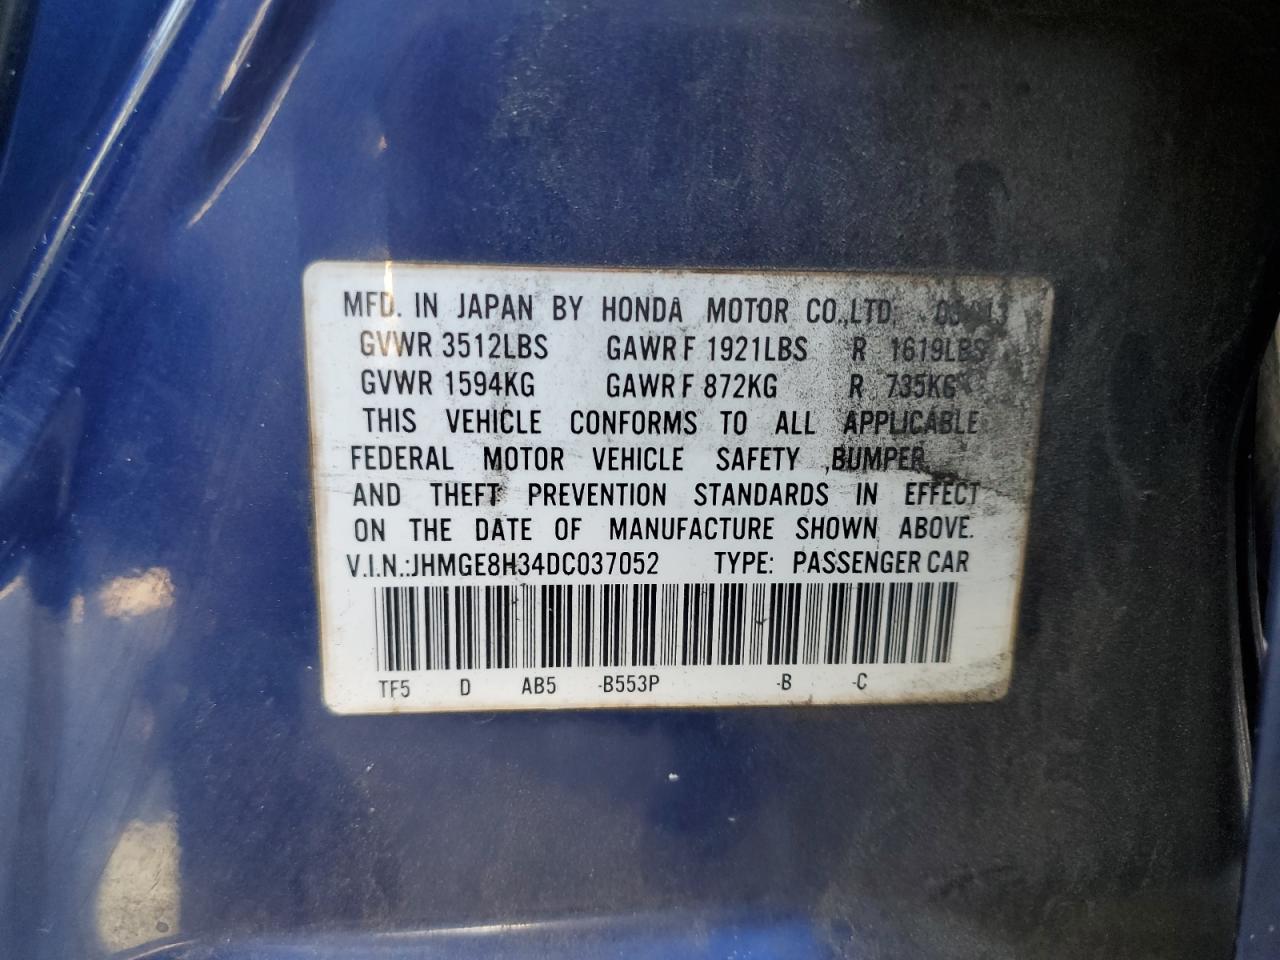 MFD. IN JAPAN BY HONDA MOTOR CO.,LTD.
GVWR 3512LBS GAWR F 1921LBS R 1619LBS
GVWR 1594KG GAWR F 872KG R 735KG
THIS VEHICLE CONFORMS TO ALL APPLICABLE
FEDERAL MOTOR VEHICLE SAFETY ,BUMPER
AND THEFT PREVENTION STANDARDS IN EFFECT
ON THE DATE OF MANUFACTURE SHOWN ABOVE.
V.I.N.:JHMGE8H34DC037052 TYPE: PASSENGER CAR
TF5 D AB5 -B553P -B -C